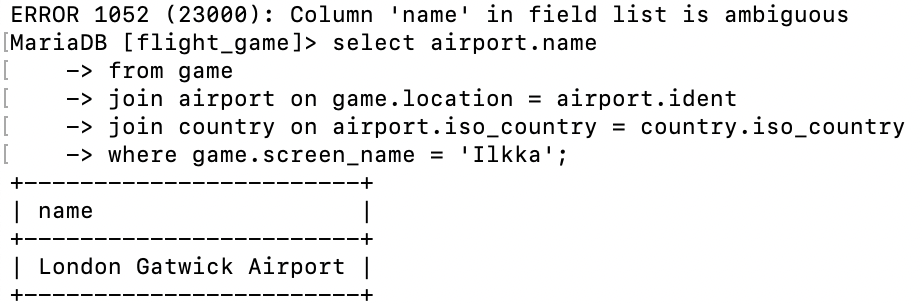 ERROR 1052 (23000): Column 'name' in field list is ambiguous
[MariaDB [flight_game]> select airport.name
[    -> from game
[    -> join airport on game.location = airport.ident
[    -> join country on airport.iso_country = country.iso_country
[    -> where game.screen_name = 'Ilkka';
+------------------------+
| name                   |
+------------------------+
| London Gatwick Airport |
+------------------------+